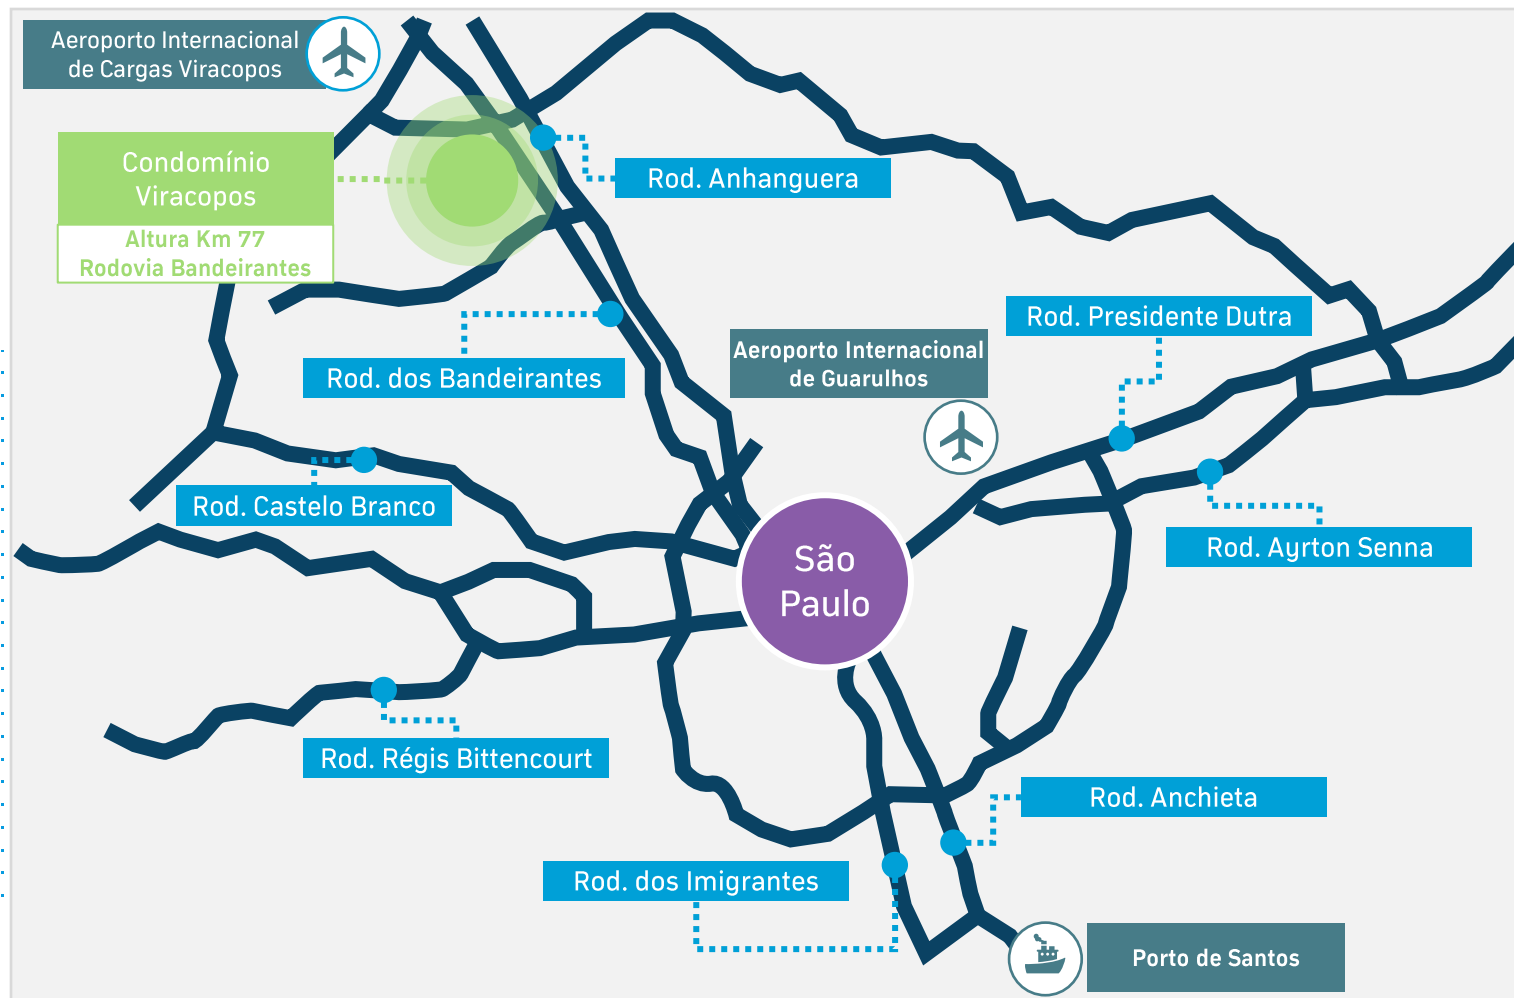 Aeroporto Internacional
de Cargas Viracopos
Condomínio
Viracopos
Altura Km 77
Rodovia Bandeirantes
Rod. Anhanguera
Rod. Presidente Dutra
Aeroporto Internacional
de Guarulhos
Rod. dos Bandeirantes
Rod. Castelo Branco
Rod. Ayrton Senna
São
Paulo
Rod. Régis Bittencourt
Rod. Anchieta
Rod. dos Imigrantes
Porto de Santos